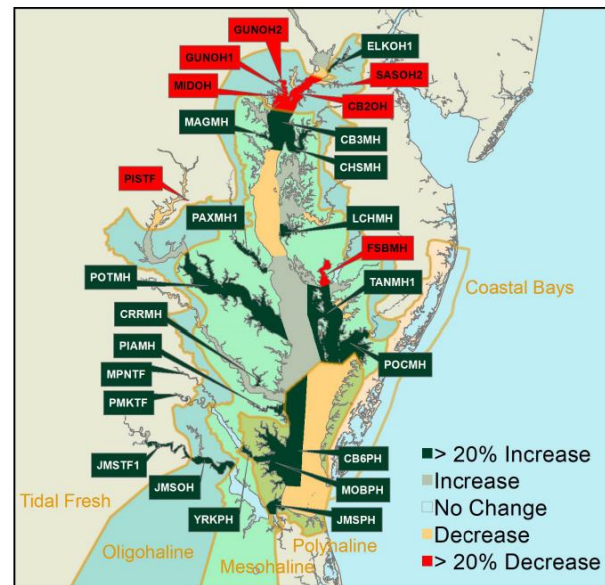 GUNOH2
ELKOH1
GUNOH1
SASOH2
MIDOH
CB2OH
MAGMH
CB3MH
CHSMH
PISTF
PAXMH1
LCHMH
FSBMH
POTMH
TANMH1
Coastal Bays
CRRMH
PIAMH
POCMH
MPNTF
PMKTF
CB6PH
JMSTF1
MOBPH
JMSOH
Tidal Fresh
YRKPH
JMSPH
Oligohaline
Mesohaline
Polyhaline
> 20% Increase
Increase
No Change
Decrease
> 20% Decrease